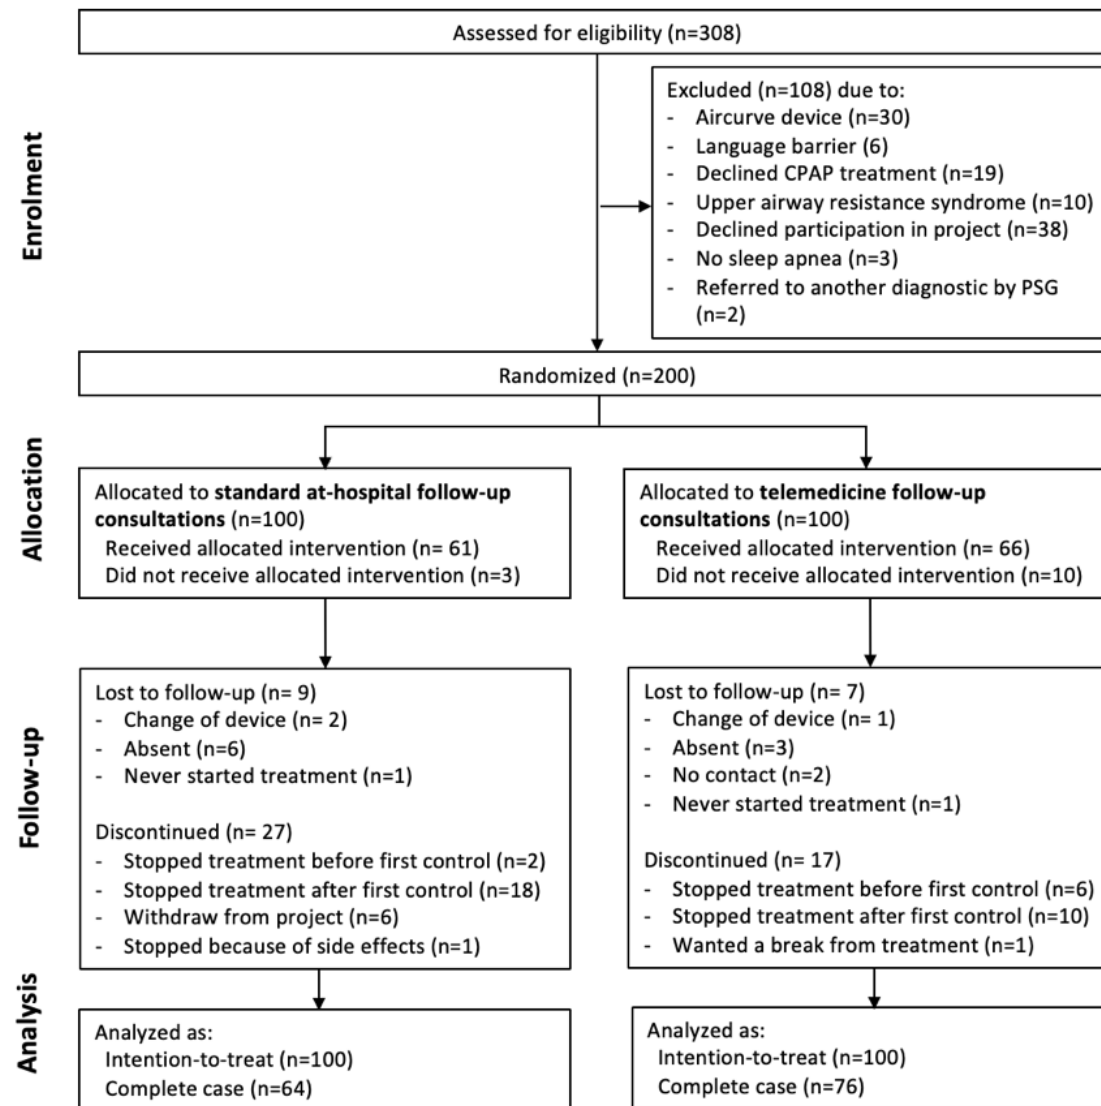 Assessed for eligibility (n=308)
Enrolment
Excluded (n=108) due to:
- Aircurve device (n=30)
- Language barrier (6)
- Declined CPAP treatment (n=19)
- Upper airway resistance syndrome (n=10)
- Declined participation in project (n=38)
- No sleep apnea (n=3)
- Referred to another diagnostic by PSG
(n=2)
Randomized (n=200)
Allocation
Allocated to standard at-hospital follow-up
consultations (n=100)
Received allocated intervention (n= 61)
Did not receive allocated intervention (n=3)
Allocated to telemedicine follow-up
consultations (n=100)
Received allocated intervention (n= 66)
Did not receive allocated intervention (n=10)
Follow-up
Lost to follow-up (n= 9)
- Change of device (n= 2)
- Absent (n=6)
- Never started treatment (n=1)
Discontinued (n= 27)
- Stopped treatment before first control (n=2)
- Stopped treatment after first control (n=18)
- Withdraw from project (n=6)
- Stopped because of side effects (n=1)
Lost to follow-up (n= 7)
- Change of device (n= 1)
- Absent (n=3)
- No contact (n=2)
- Never started treatment (n=1)
Discontinued (n= 17)
- Stopped treatment before first control (n=6)
- Stopped treatment after first control (n=10)
- Wanted a break from treatment (n=1)
Analysis
Analyzed as:
Intention-to-treat (n=100)
Complete case (n=64)
Analyzed as:
Intention-to-treat (n=100)
Complete case (n=76)